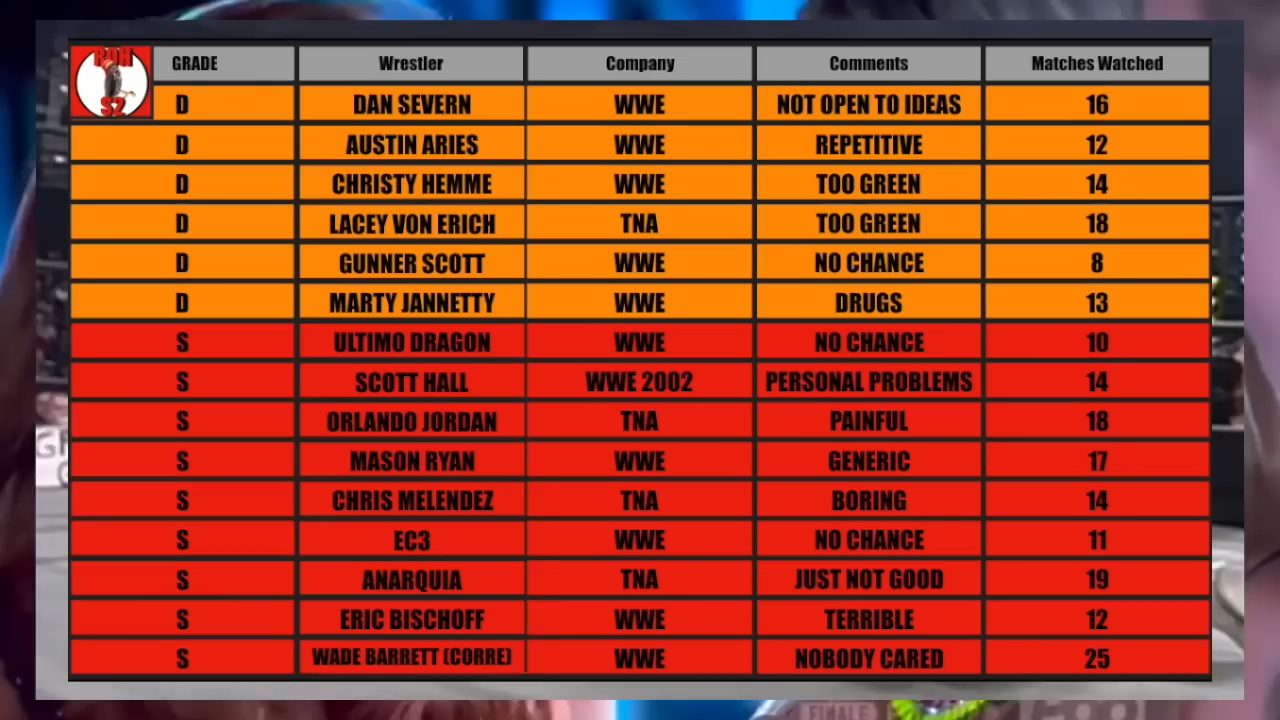 GRADE Wrestler Company Comments Matches Watched
D DAN SEVERN WWE NOT OPEN TO IDEAS 16
D AUSTIN ARIES WWE REPETITIVE 12
D CHRISTY HEMME WWE TOO GREEN 14
D LACEY VON ERICH TNA TOO GREEN 18
D GUNNER SCOTT WWE NO CHANCE 8
D MARTY JANNETTY WWE DRUGS 13
S ULTIMO DRAGON WWE NO CHANCE 10
S SCOTT HALL WWE 2002 PERSONAL PROBLEMS 14
S ORLANDO JORDAN TNA PAINFUL 18
S MASON RYAN WWE GENERIC 17
S CHRIS MELENDEZ TNA BORING 14
S EC3 WWE NO CHANCE 11
S ANARQUIA TNA JUST NOT GOOD 19
S ERIC BISCHOFF WWE TERRIBLE 12
S WADE BARRETT (CORRE) WWE NOBODY CARED 25
FINALE